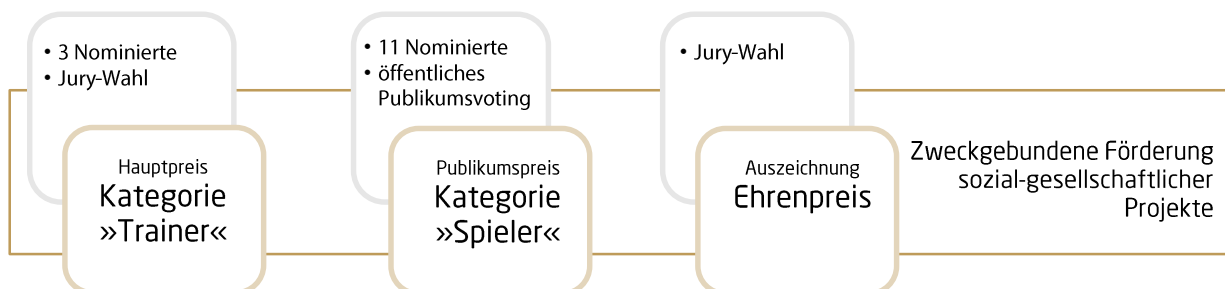 • 3 Nominierte
• Jury-Wahl
Hauptpreis
Kategorie
»Trainer«
• 11 Nominierte
• öffentliches
Publikumsvoting
Publikumspreis
Kategorie
»Spieler«
• Jury-Wahl
Auszeichnung
Ehrenpreis
Zweckgebundene Förderung
sozial-gesellschaftlicher
Projekte